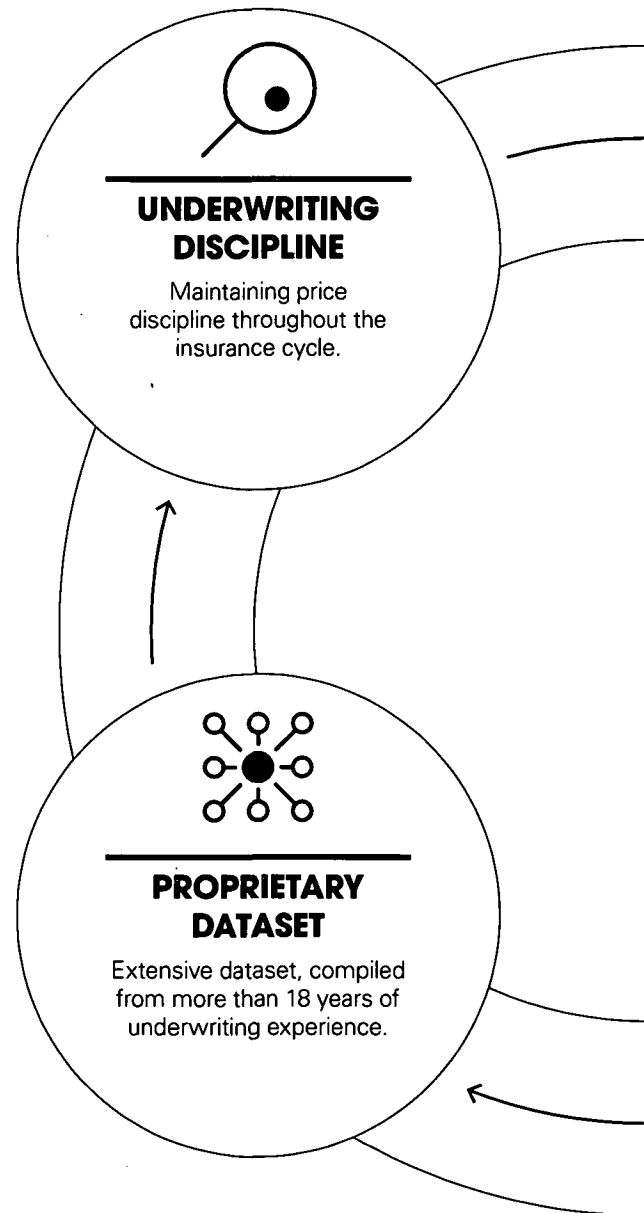 UNDERWRITING
DISCIPLINE
Maintaining price
discipline throughout the
insurance cycle.
PROPRIETARY
DATASET
Extensive dataset, compiled
from more than 18 years of
underwriting experience.